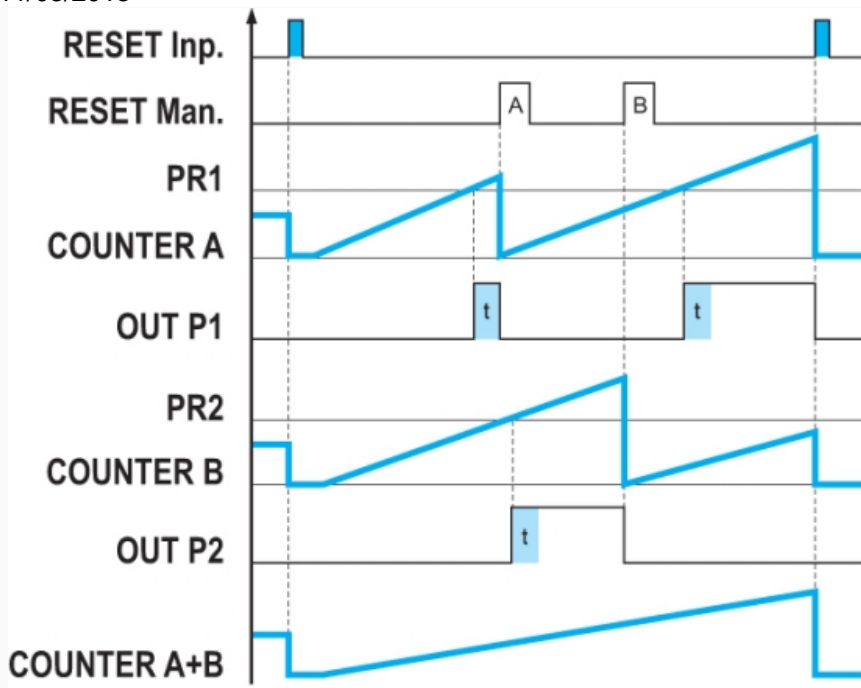 RESET Inp.
RESET Man.
A
B
PR1
COUNTER A
t
t
OUT P1
PR2
COUNTER B
t
OUT P2
COUNTER A+B